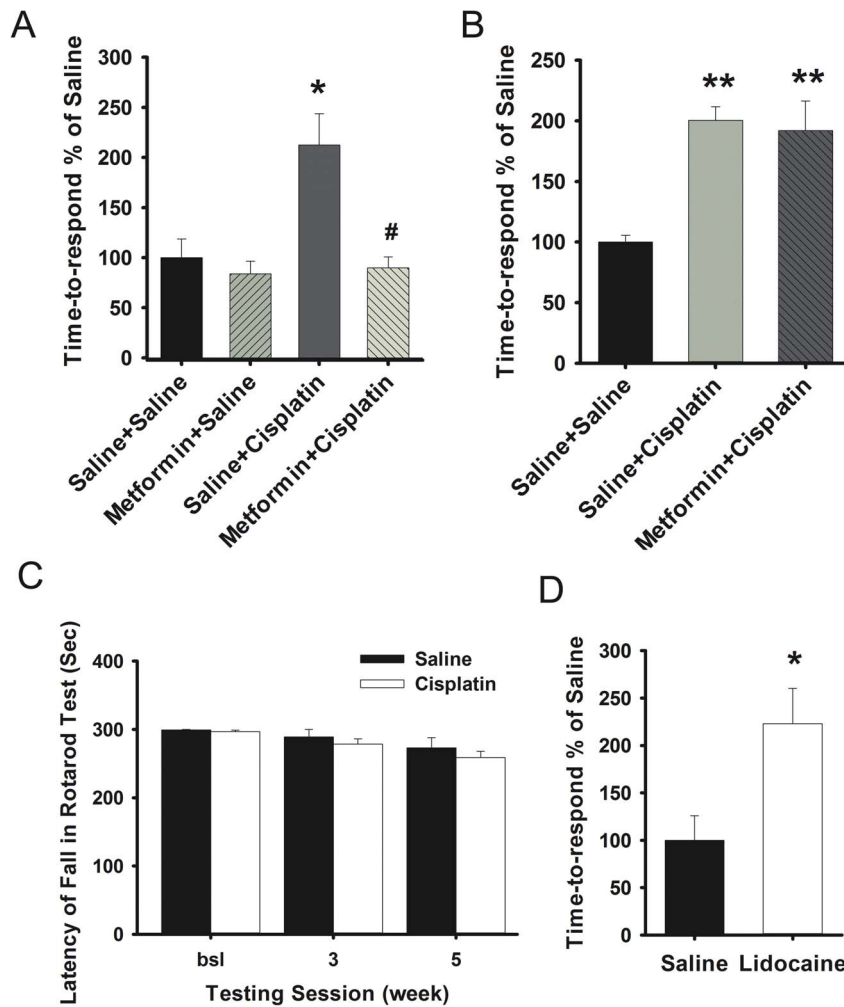 A
Time-to-respond % of Saline
300
250
200
150
100
50
0
*
#
Saline+Saline
Metformin+Saline
Saline+Cisplatin
Metformin+Cisplatin
B
Time-to-respond % of Saline
250
200
150
100
50
0
**
**
Saline+Saline
Saline+Cisplatin
Metformin+Cisplatin
C
Latency of Fall in Rotarod Test (Sec)
400
300
200
100
0
Saline
Cisplatin
bsl 3 5
Testing Session (week)
D
Time-to-respond % of Saline
300
250
200
150
100
50
0
*
Saline Lidocaine